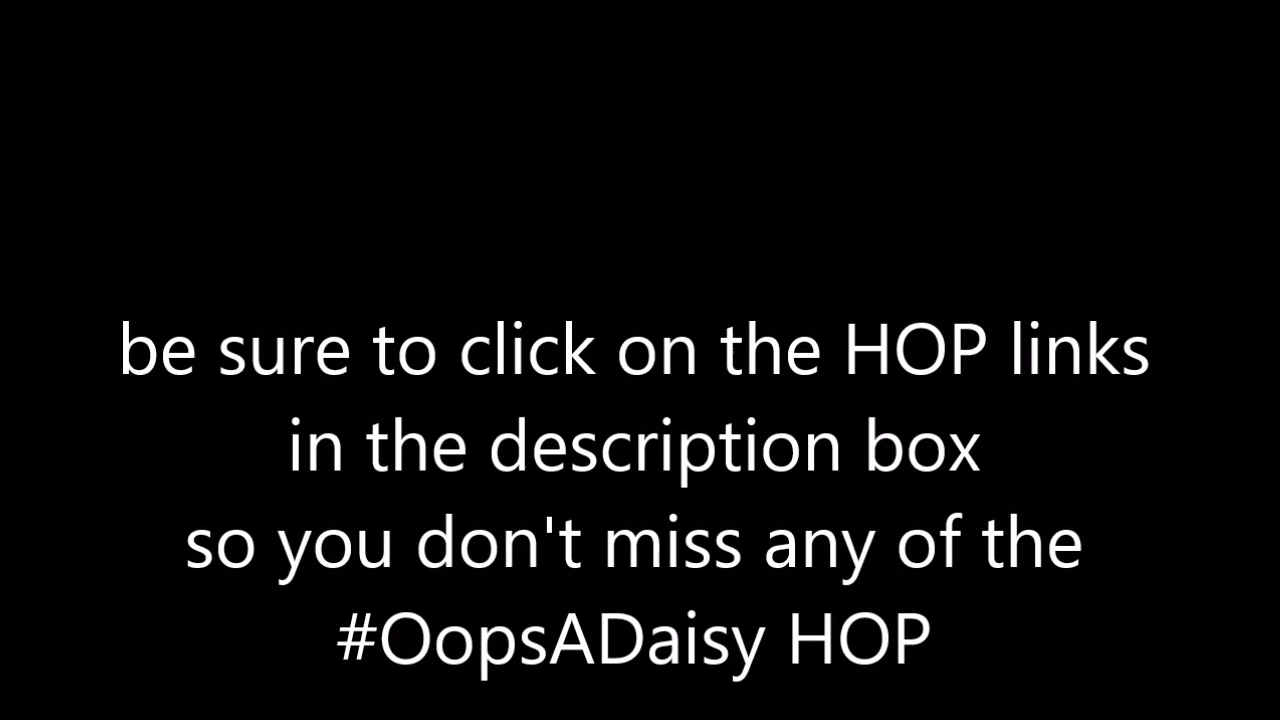 be sure to click on the HOP links
in the description box
so you don't miss any of the
#OopsADaisy HOP